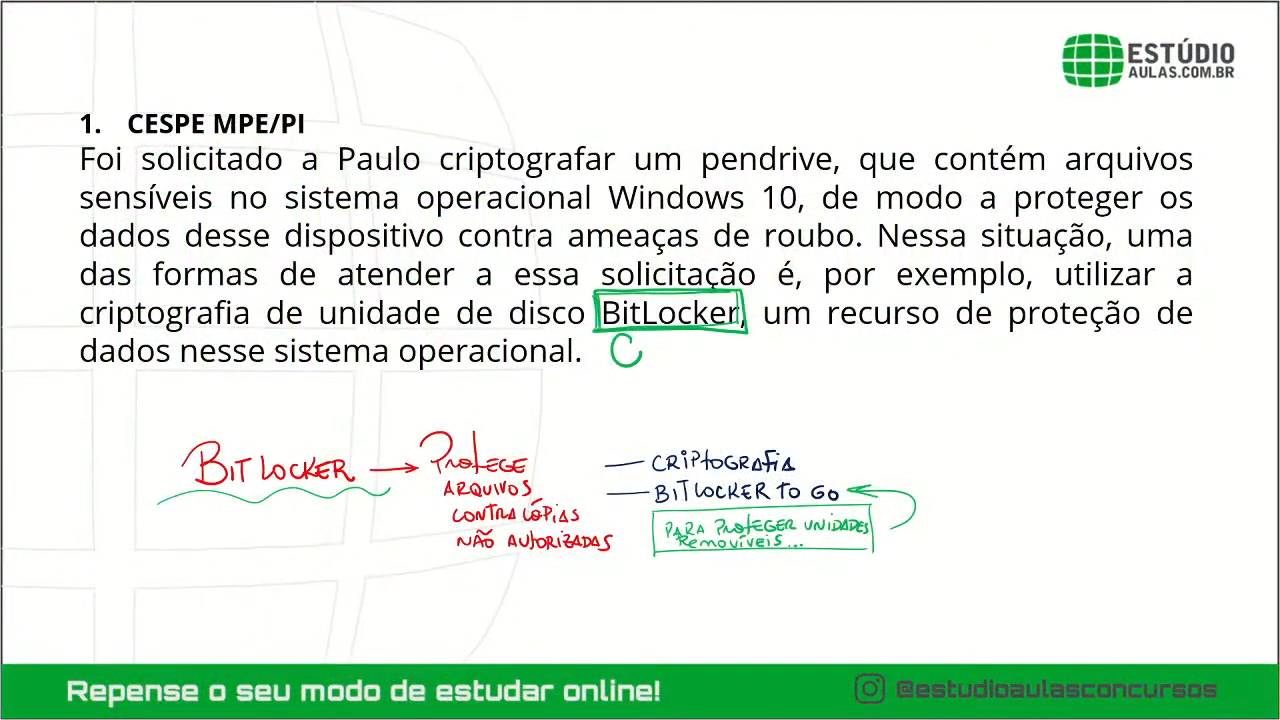 ESTÚDIO
AULAS.COM.BR
1. CESPE MPE/PI
Foi solicitado a Paulo criptografar um pendrive, que contém arquivos
sensíveis no sistema operacional Windows 10, de modo a proteger os
dados desse dispositivo contra ameaças de roubo. Nessa situação, uma
das formas de atender a essa solicitação é, por exemplo, utilizar a
criptografia de unidade de disco BitLocker, um recurso de proteção de
dados nesse sistema operacional. C
BITLOCKER → PROTEGE
ARQUIVOS
CONTRA CÓPIAS
NÃO AUTORIZADAS
— CRIPTOGRAFIA
— BITLOCKER TO GO
PARA PROTEGER UNIDADES
REMOVÍVEIS...
Repense o seu modo de estudar online!
@estudioaulasconcursos